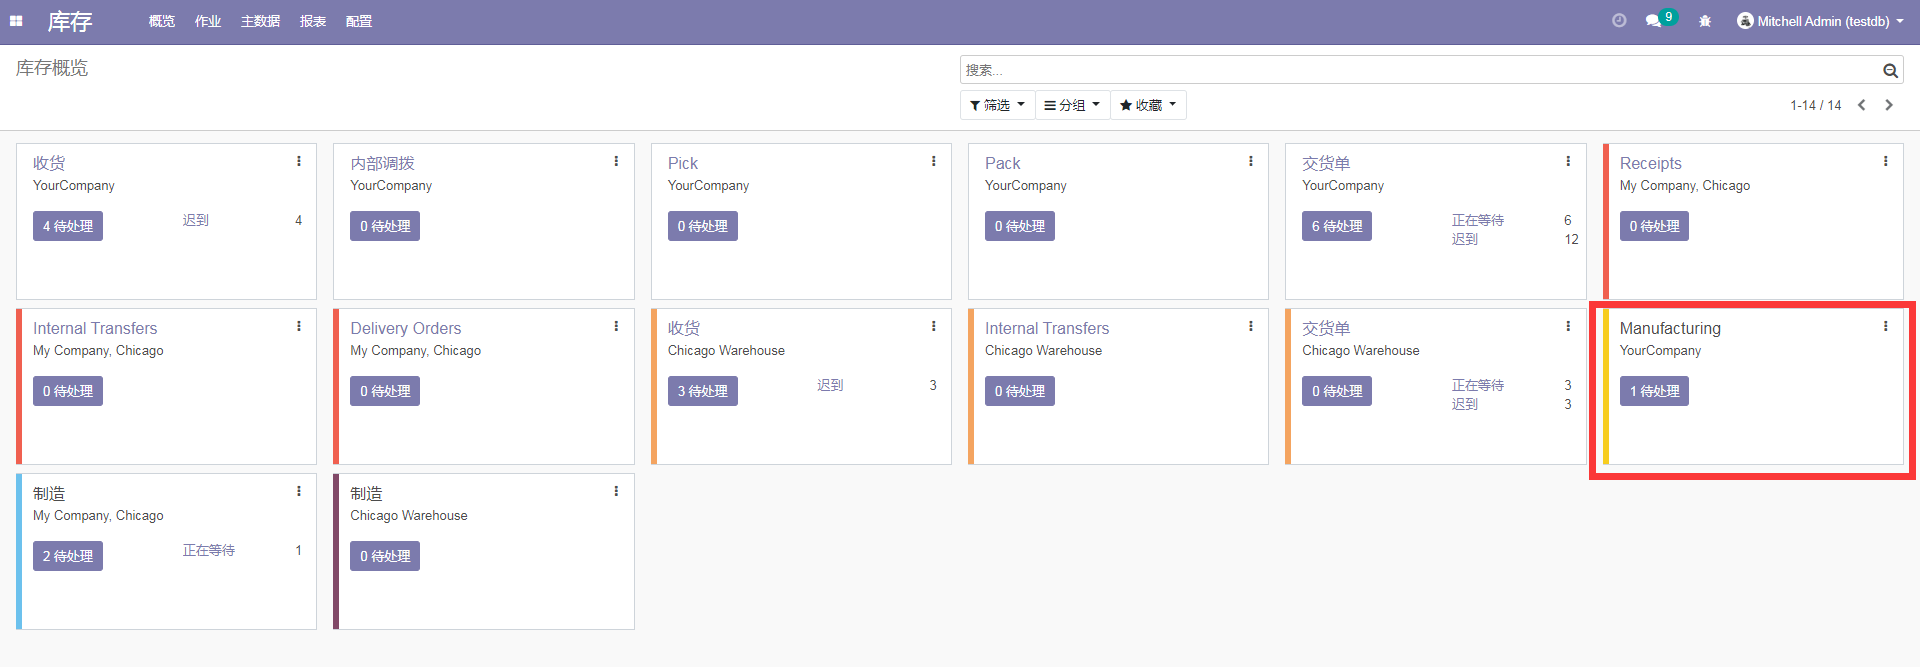 库存 概览 作业 主数据 报表 配置 9 Mitchell Admin (testdb)
库存概览
搜索...
筛选 分组 收藏 1-14 / 14
收货
YourCompany
4 待处理 迟到 4
内部调拨
YourCompany
0 待处理
Pick
YourCompany
0 待处理
Pack
YourCompany
0 待处理
交货单
YourCompany
6 待处理 正在等待 6
迟到 12
Receipts
My Company, Chicago
0 待处理
Internal Transfers
My Company, Chicago
0 待处理
Delivery Orders
My Company, Chicago
0 待处理
收货
Chicago Warehouse
3 待处理 迟到 3
Internal Transfers
Chicago Warehouse
0 待处理
交货单
Chicago Warehouse
0 待处理 正在等待 3
迟到 3
Manufacturing
YourCompany
1 待处理
制造
My Company, Chicago
2 待处理 正在等待 1
制造
Chicago Warehouse
0 待处理